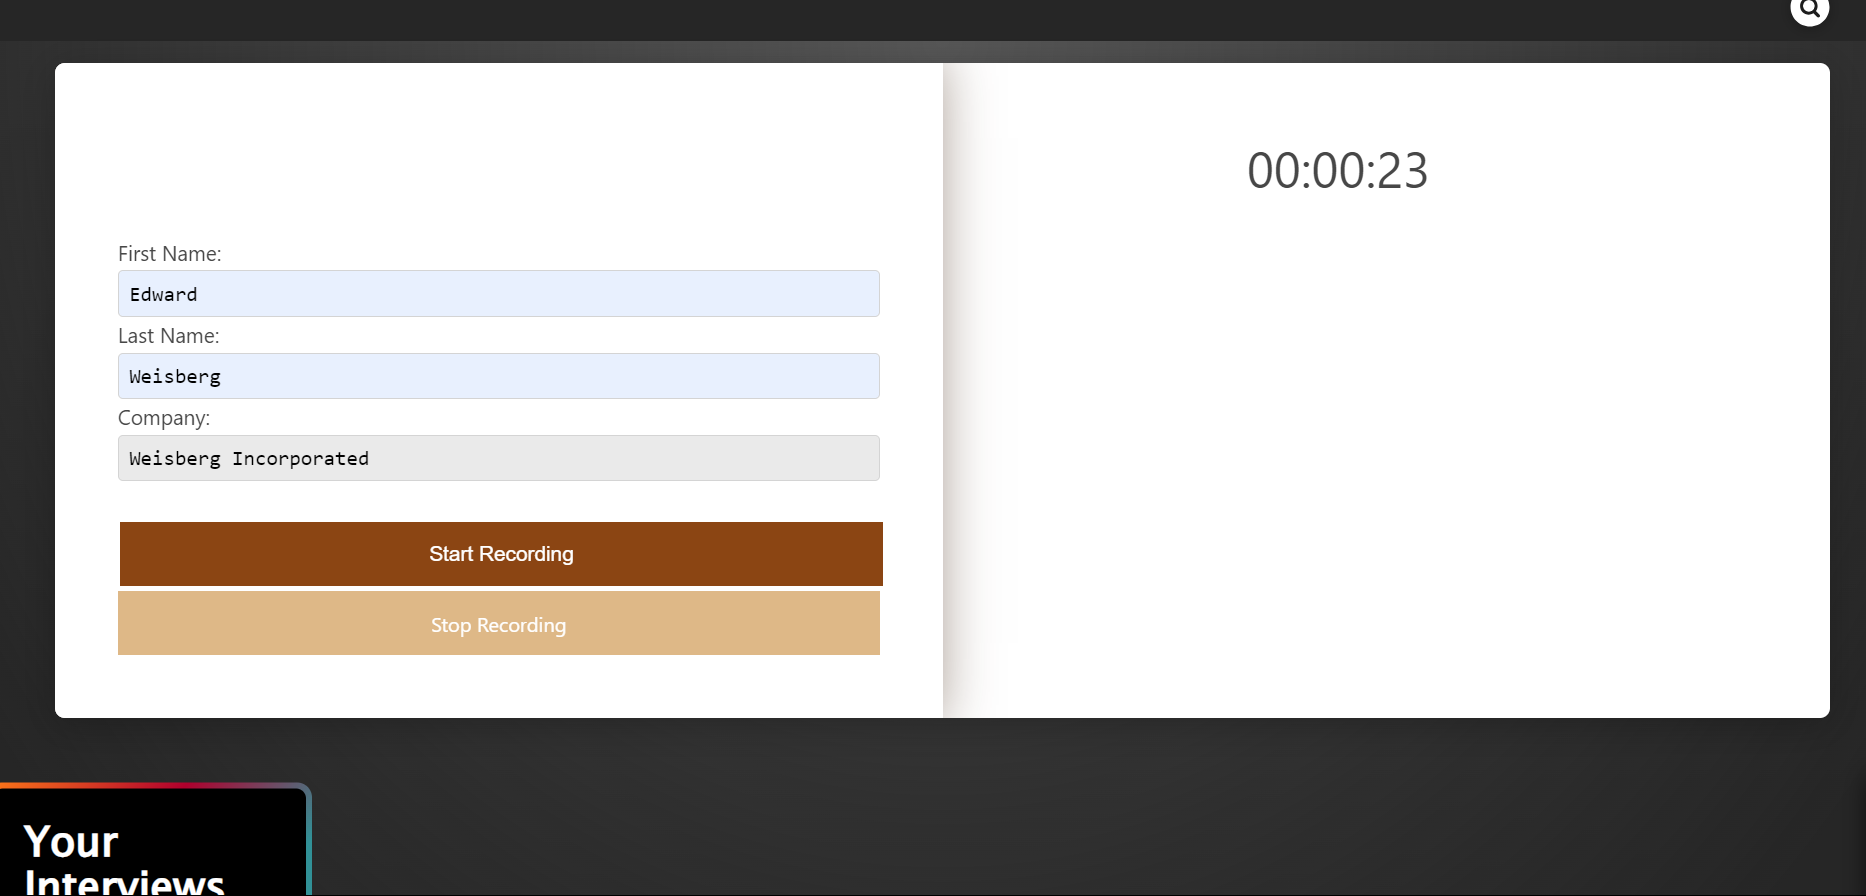 00:00:23
First Name:
Edward
Last Name:
Weisberg
Company:
Weisberg Incorporated
Start Recording
Stop Recording
Your
Interviews